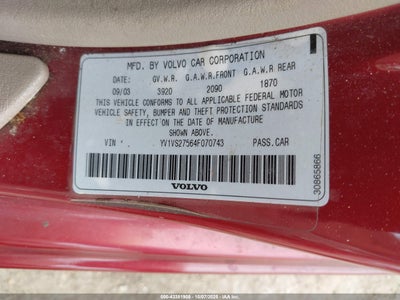 MFD. BY VOLVO CAR CORPORATION
DATE: G.V.W.R. G.A.W.R.FRONT G.A.W.R REAR
09/03 3920 2090 1870
THIS VEHICLE CONFORMS TO ALL APPLICABLE FEDERAL MOTOR
VEHICLE SAFETY, BUMPER AND THEFT PROTECTION STANDARDS
IN EFFECT ON THE DATE OF MANUFACTURE
SHOWN ABOVE.
VIN * YV1VS27564F070743 PASS.CAR
VOLVO
30865866